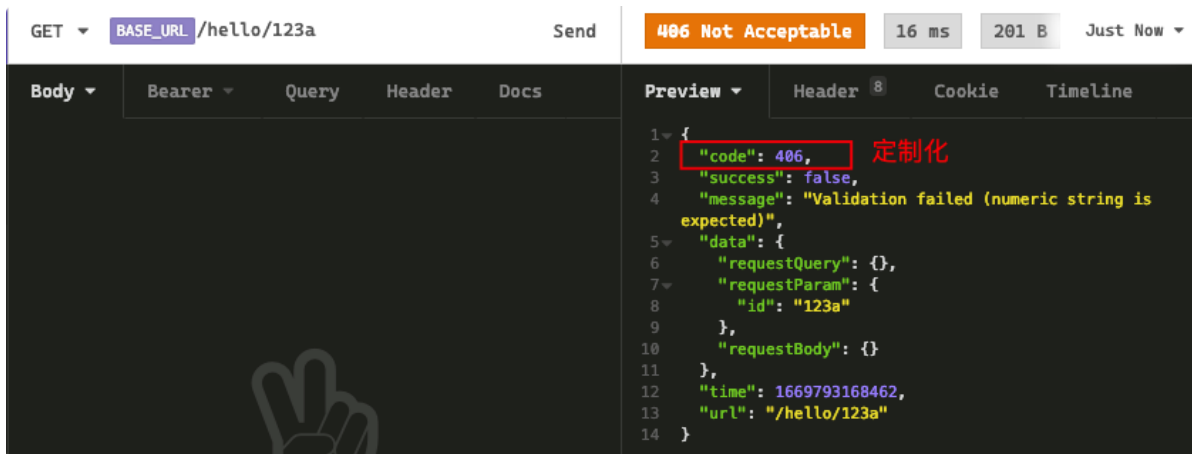 GET BASE_URL /hello/123a Send 406 Not Acceptable 16 ms 201 B Just Now
Body Bearer Query Header Docs Preview Header 8 Cookie Timeline
1 {
2 "code": 406, 定制化
3 "success": false,
4 "message": "Validation failed (numeric string is
expected)",
5 "data": {
6 "requestQuery": {},
7 "requestParam": {
8 "id": "123a"
9 },
10 "requestBody": {}
11 },
12 "time": 1669793168462,
13 "url": "/hello/123a"
14 }